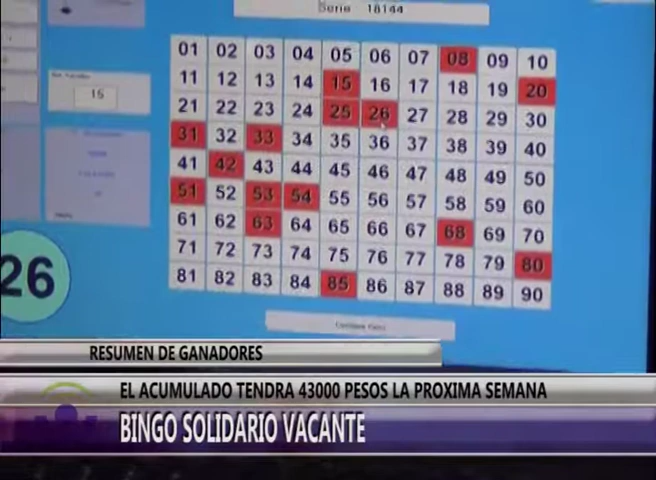 Serie 18144
01 02 03 04 05 06 07 08 09 10
11 12 13 14 15 16 17 18 19 20
15
21 22 23 24 25 26 27 28 29 30
31 32 33 34 35 36 37 38 39 40
41 42 43 44 45 46 47 48 49 50
51 52 53 54 55 56 57 58 59 60
61 62 63 64 65 66 67 68 69 70
71 72 73 74 75 76 77 78 79 80
26
81 82 83 84 85 86 87 88 89 90
RESUMEN DE GANADORES
EL ACUMULADO TENDRA 43000 PESOS LA PROXIMA SEMANA
BINGO SOLIDARIO VACANTE